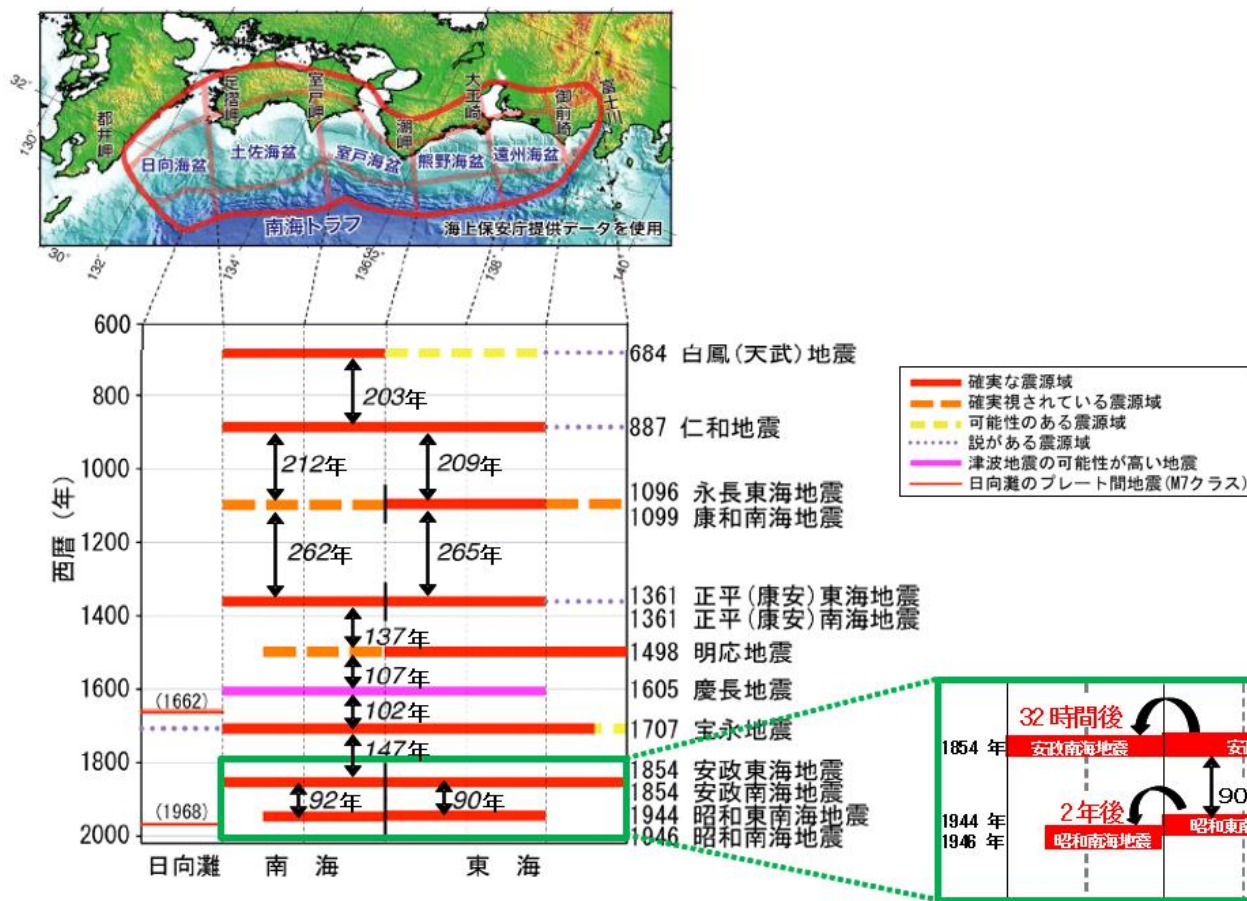 32°
130°
都井岬
足摺岬
室戸岬
潮岬
大王崎
御前崎
富士川
日向海盆
土佐海盆
室戸海盆
熊野海盆
遠州海盆
南海トラフ
海上保安庁提供データを使用
30°
132°
134°
136°
138°
140°
西暦(年)
600
800
1000
1200
1400
1600
1800
2000
684 白鳳(天武)地震
203年
887 仁和地震
212年
209年
1096 永長東海地震
1099 康和南海地震
262年
265年
1361 正平(康安)東海地震
1361 正平(康安)南海地震
137年
1498 明応地震
107年
1605 慶長地震
(1662)
102年
1707 宝永地震
147年
1854 安政東海地震
1854 安政南海地震
92年
90年
(1968)
1944 昭和東南海地震
1946 昭和南海地震
日向灘 南 海 東 海
確実な震源域
確実視されている震源域
可能性のある震源域
説がある震源域
津波地震の可能性が高い地震
日向灘のプレート間地震(M7クラス)
32時間後
1854 年
安政南海地震
安政
90
2年後
1944 年
昭和東南
1946 年
昭和南海地震